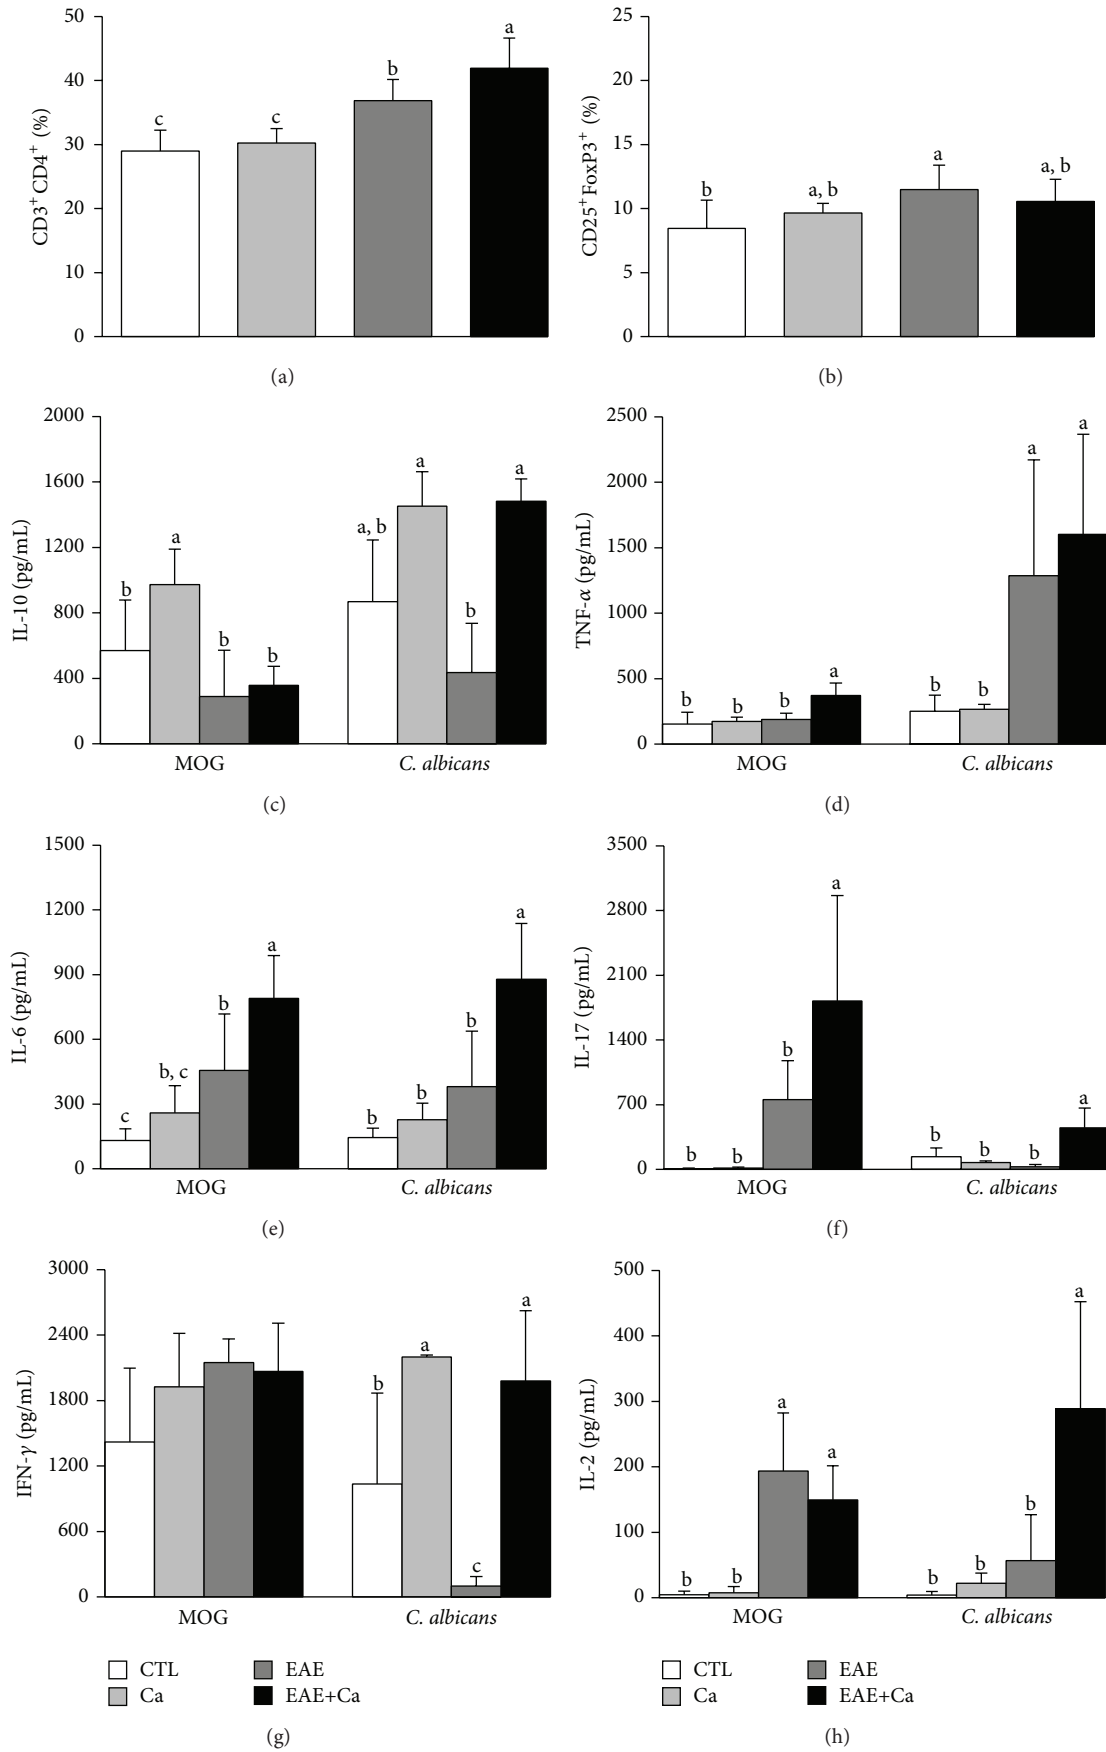 50
40
30
20
10
0
CD3+ CD4+ (%)
c
c
b
a
(a)
25
20
15
10
5
0
CD25+ FoxP3+ (%)
b
a, b
a
a, b
(b)
2000
1600
1200
800
400
0
IL-10 (pg/mL)
b
a
b
b
a, b
a
b
a
MOG
C. albicans
(c)
2500
2000
1500
1000
500
0
TNF-α (pg/mL)
b
b
b
a
b
b
a
a
MOG
C. albicans
(d)
1500
1200
900
600
300
0
IL-6 (pg/mL)
c
b, c
b
a
b
b
b
a
MOG
C. albicans
(e)
3500
2800
2100
1400
700
0
IL-17 (pg/mL)
b
b
b
a
b
b
b
a
MOG
C. albicans
(f)
3000
2400
1800
1200
600
0
IFN-γ (pg/mL)
b
a
c
a
MOG
C. albicans
CTL
EAE
Ca
EAE+Ca
(g)
500
400
300
200
100
0
IL-2 (pg/mL)
b
b
a
a
b
b
b
a
MOG
C. albicans
CTL
EAE
Ca
EAE+Ca
(h)